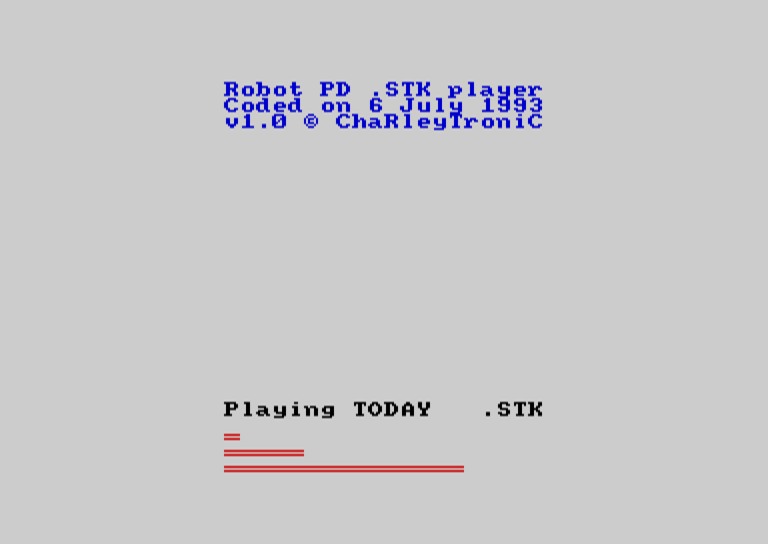 Robot PD .STK player
Coded on 6 July 1993
v1.0 © ChaRleyTroniC
Playing TODAY   .STK